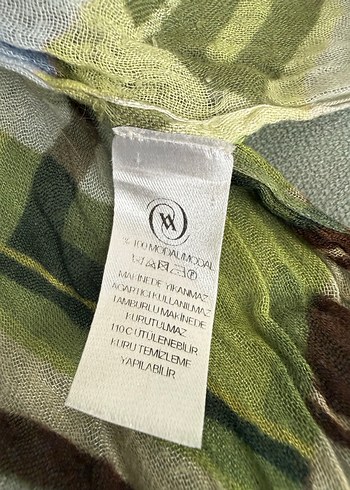 % 100 MODAL/MODAL
MAKİNEDE YIKANMAZ
AĞARTICI KULLANILMAZ
TAMBURLU MAKİNEDE
KURUTULMAZ
110 C ÜTÜLENEBİLİR
KURU TEMİZLEME
YAPILABİLİR